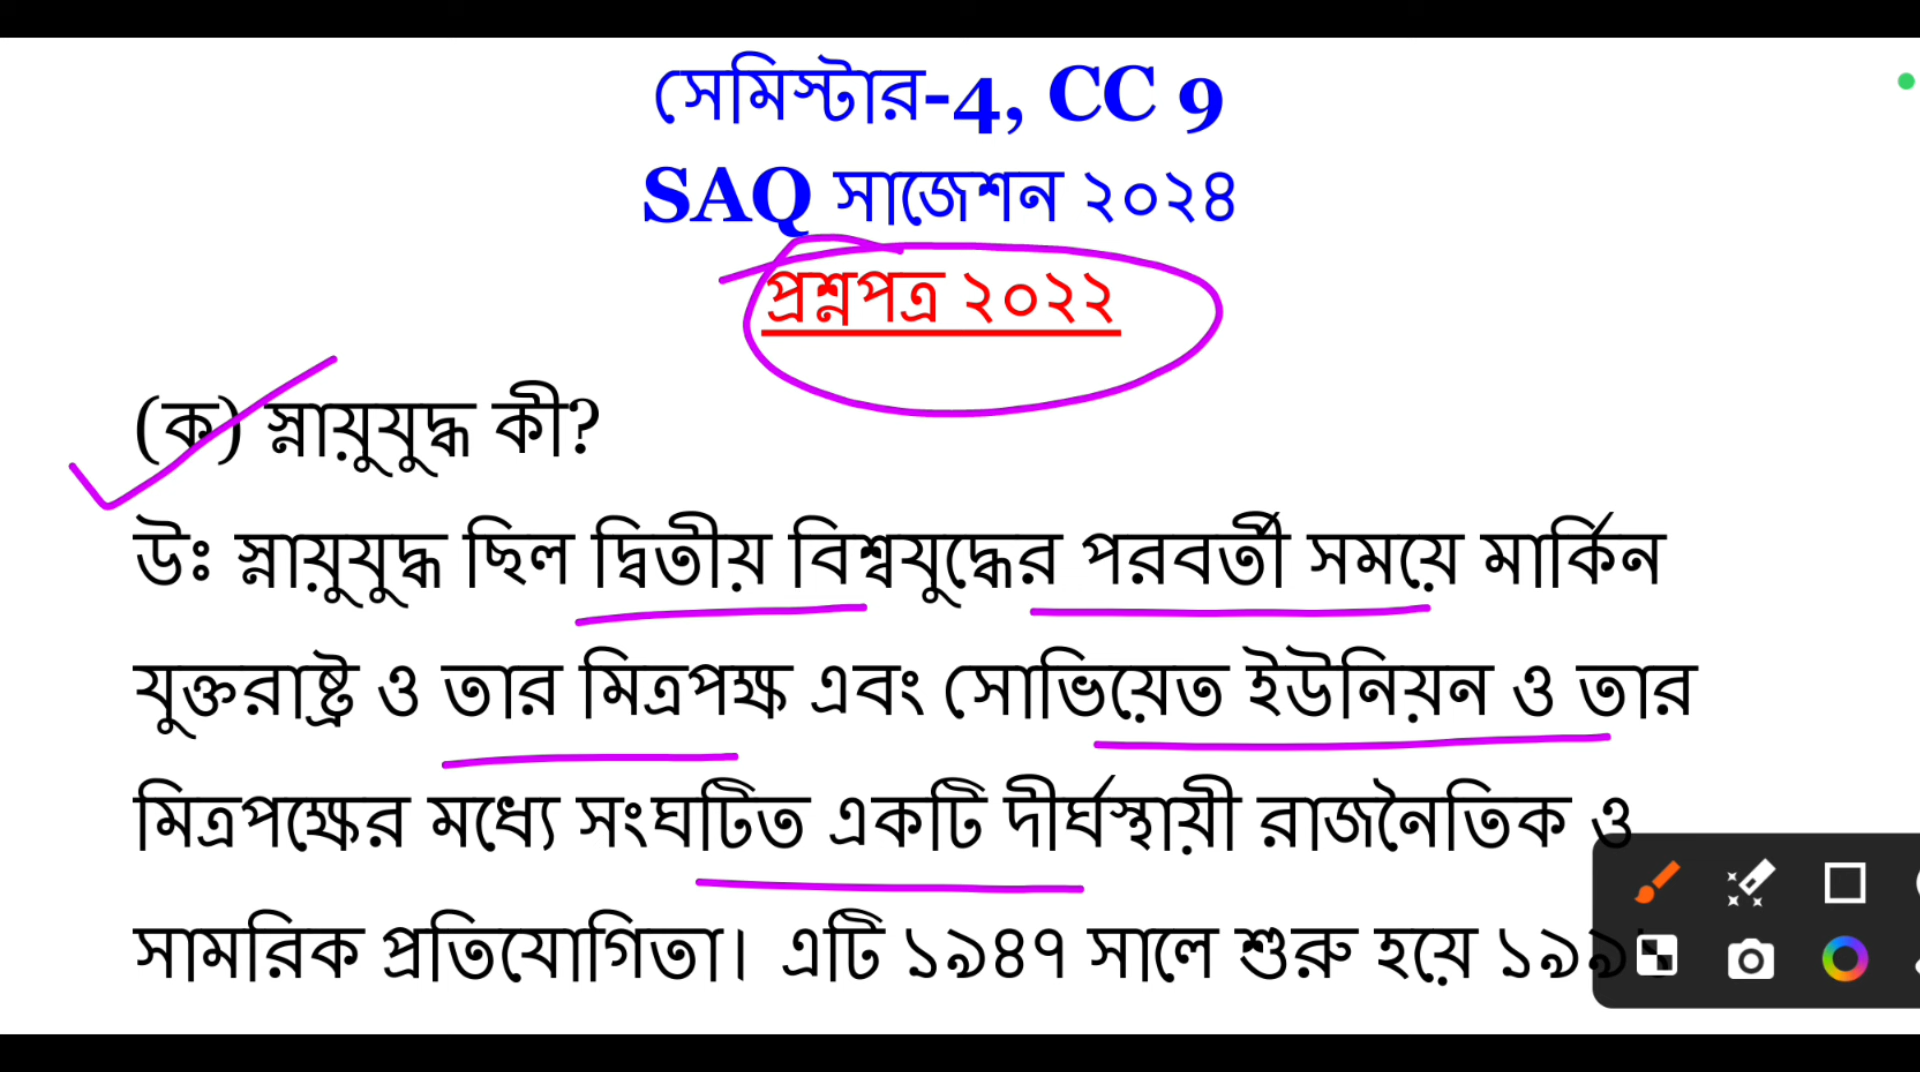 সেমিস্টার-4, CC 9
SAQ সাজেশন ২০২৪
প্রশ্নপত্র ২০২২
(ক) স্নায়ুযুদ্ধ কী?
উঃ স্নায়ুযুদ্ধ ছিল দ্বিতীয় বিশ্বযুদ্ধের পরবর্তী সময়ে মার্কিন
যুক্তরাষ্ট্র ও তার মিত্রপক্ষ এবং সোভিয়েত ইউনিয়ন ও তার
মিত্রপক্ষের মধ্যে সংঘটিত একটি দীর্ঘস্থায়ী রাজনৈতিক ও
সামরিক প্রতিযোগিতা। এটি ১৯৪৭ সালে শুরু হয়ে